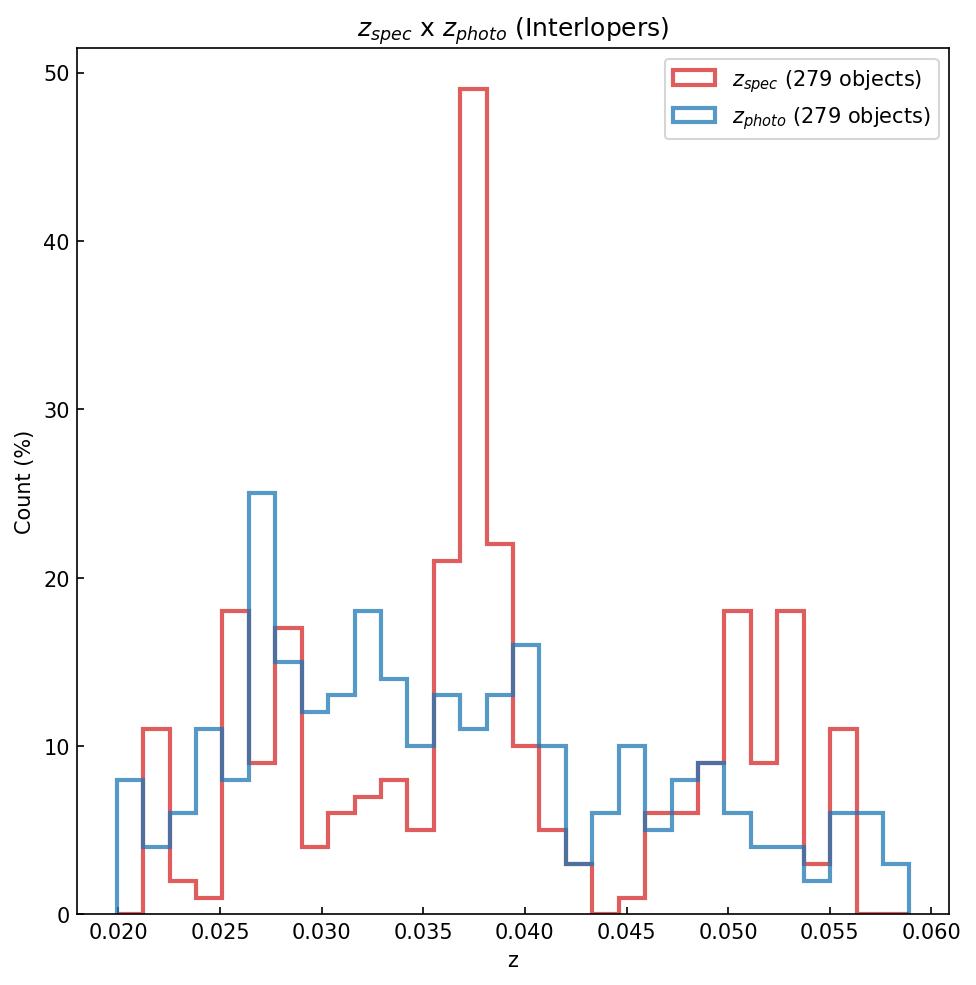 z_spec x z_photo (Interlopers)
z_spec (279 objects)
z_photo (279 objects)
Count (%)
50
40
30
20
10
0
0.020 0.025 0.030 0.035 0.040 0.045 0.050 0.055 0.060
z